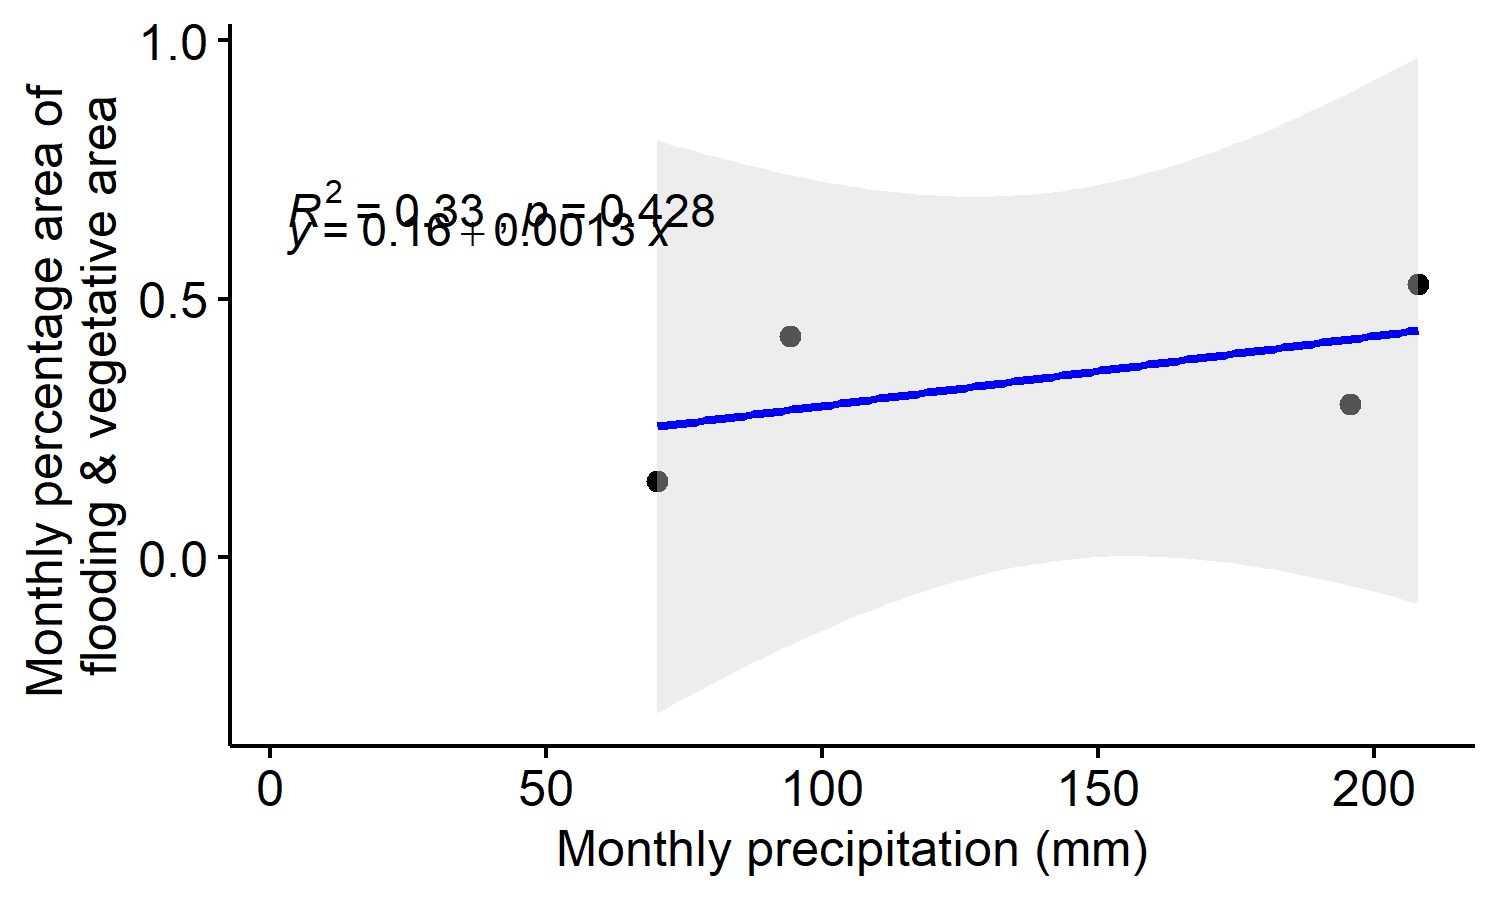 Monthly percentage area of
flooding & vegetative area
1.0
0.5
0.0
R² = 0.33 , p = 0.428
y = 0.16 + 0.0013 x
0 50 100 150 200
Monthly precipitation (mm)